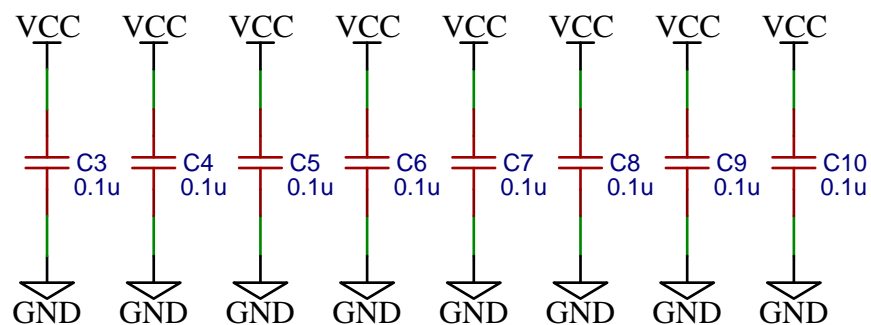 VCC VCC VCC VCC VCC VCC VCC VCC
C3 C4 C5 C6 C7 C8 C9 C10
0.1u 0.1u 0.1u 0.1u 0.1u 0.1u 0.1u 0.1u
GND GND GND GND GND GND GND GND